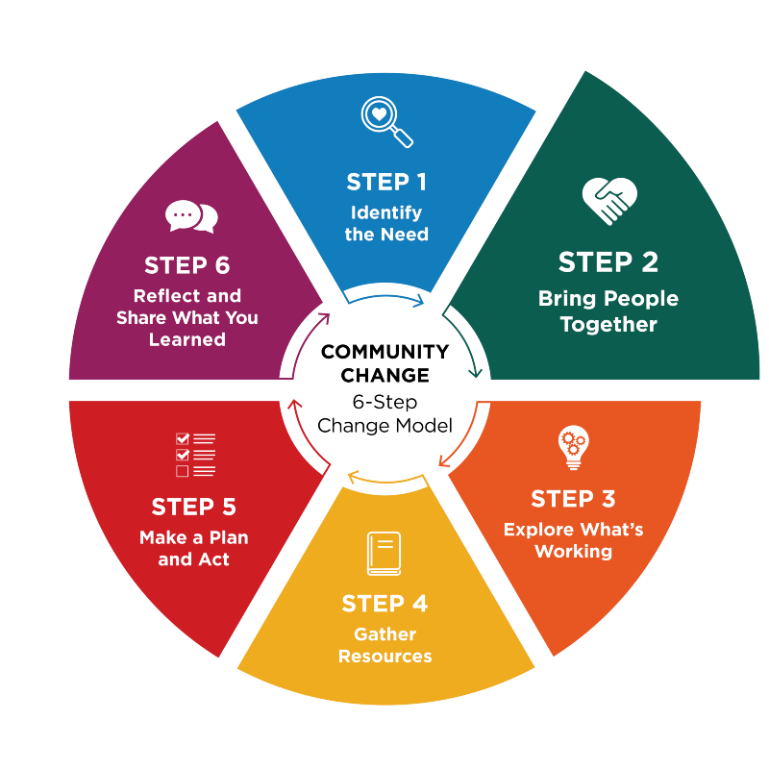 STEP 1
Identify
the Need
STEP 2
Bring People
Together
STEP 3
Explore What's
Working
STEP 4
Gather
Resources
STEP 5
Make a Plan
and Act
STEP 6
Reflect and
Share What You
Learned
COMMUNITY
CHANGE
6-Step
Change Model